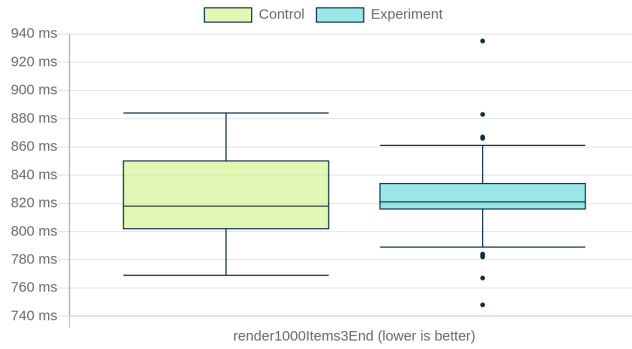 Control Experiment
940 ms
920 ms
900 ms
880 ms
860 ms
840 ms
820 ms
800 ms
780 ms
760 ms
740 ms
render1000Items3End (lower is better)